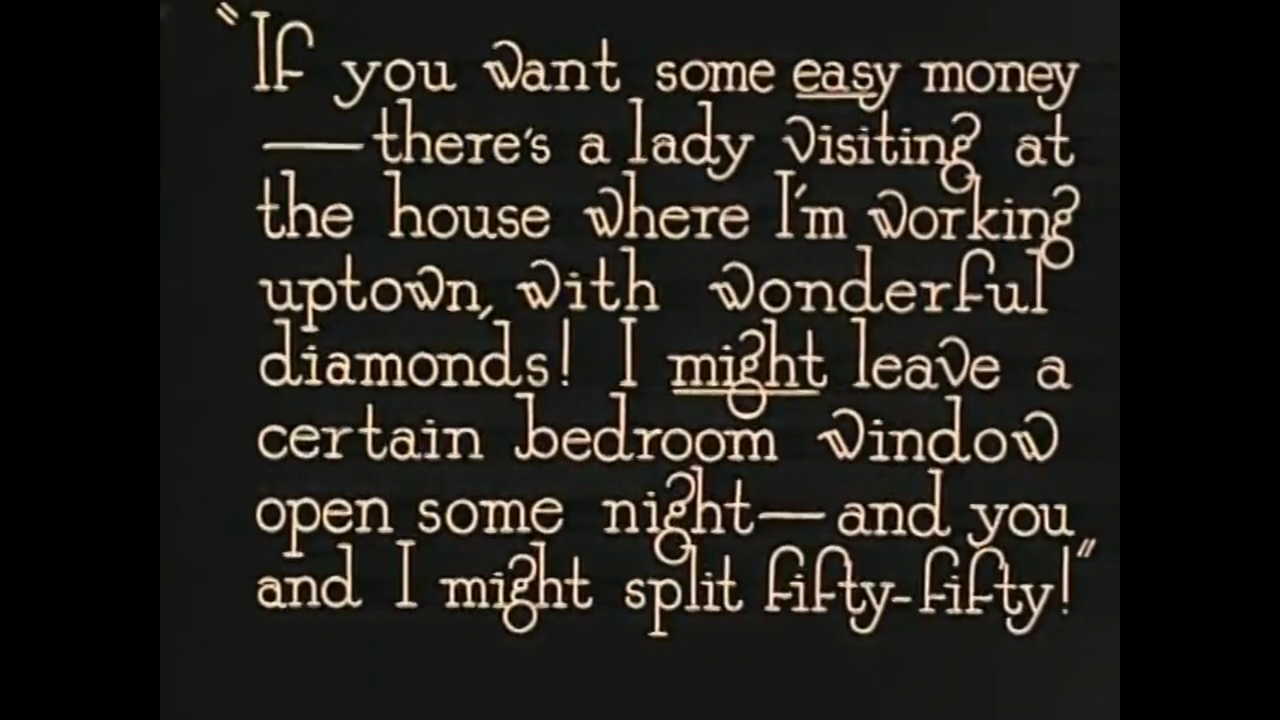 "If you want some easy money
—there's a lady visiting at
the house where I'm working
uptown, with wonderful
diamonds! I might leave a
certain bedroom window
open some night—and you
and I might split fifty-fifty!"